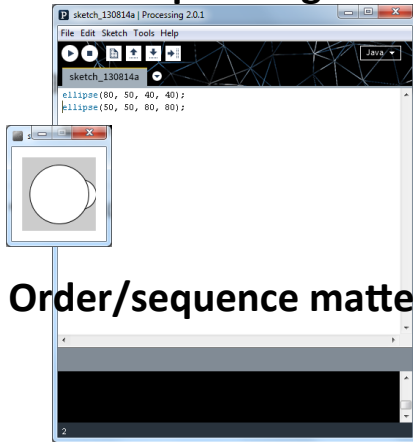 sketch_130814a | Processing 2.0.1
File Edit Sketch Tools Help
Java
sketch_130814a
ellipse(80, 50, 40, 40);
ellipse(50, 50, 80, 80);
Order/sequence matte
2